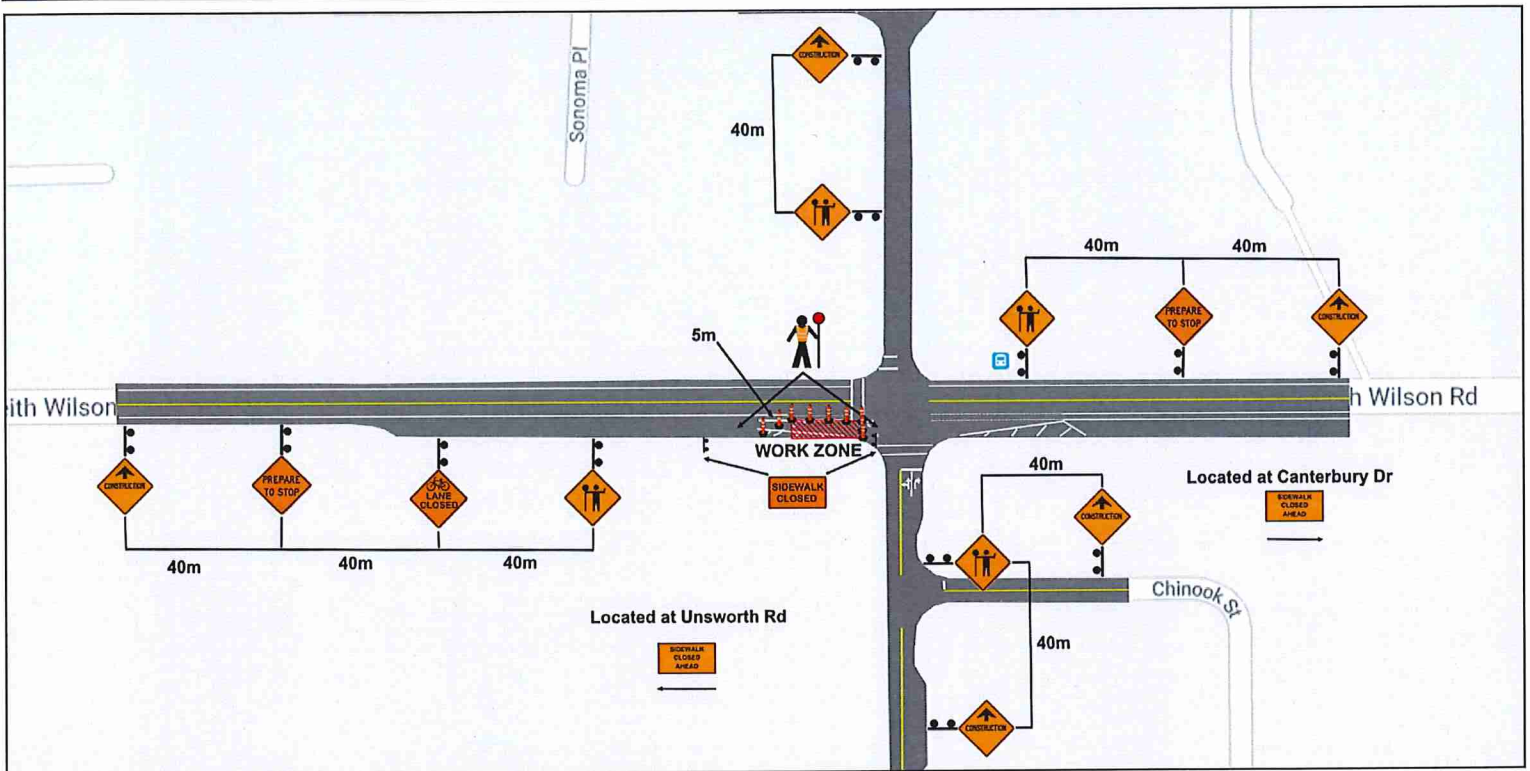 CONSTRUCTION
Sonoma Pl
40m
40m
40m
PREPARE
TO STOP
CONSTRUCTION
5m
ith Wilson
h Wilson Rd
WORK ZONE
SIDEWALK
CLOSED
CONSTRUCTION
PREPARE
TO STOP
LANE
CLOSED
40m
40m
40m
40m
CONSTRUCTION
Located at Canterbury Dr
SIDEWALK
CLOSED
AHEAD
Chinook St
Located at Unsworth Rd
SIDEWALK
CLOSED
AHEAD
40m
CONSTRUCTION